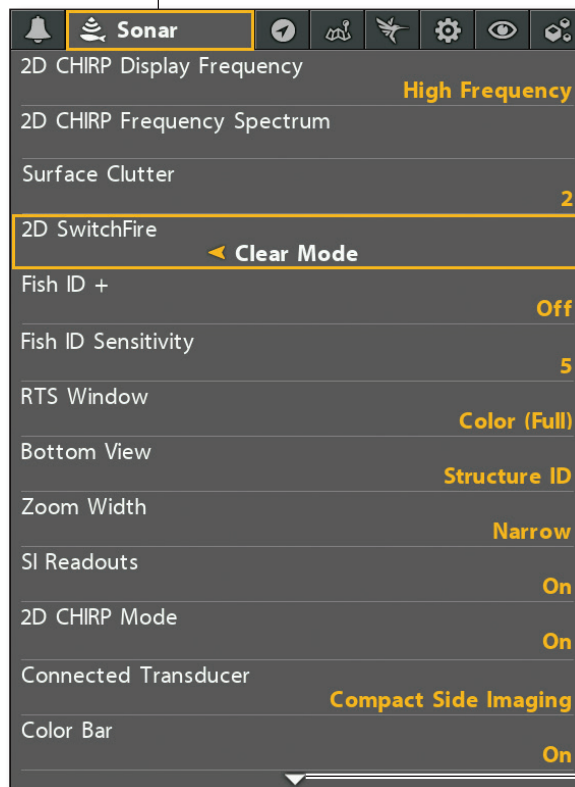 Sonar
2D CHIRP Display Frequency
High Frequency
2D CHIRP Frequency Spectrum
Surface Clutter
2
2D SwitchFire
Clear Mode
Fish ID +
Off
Fish ID Sensitivity
5
RTS Window
Color (Full)
Bottom View
Structure ID
Zoom Width
Narrow
SI Readouts
On
2D CHIRP Mode
On
Connected Transducer
Compact Side Imaging
Color Bar
On